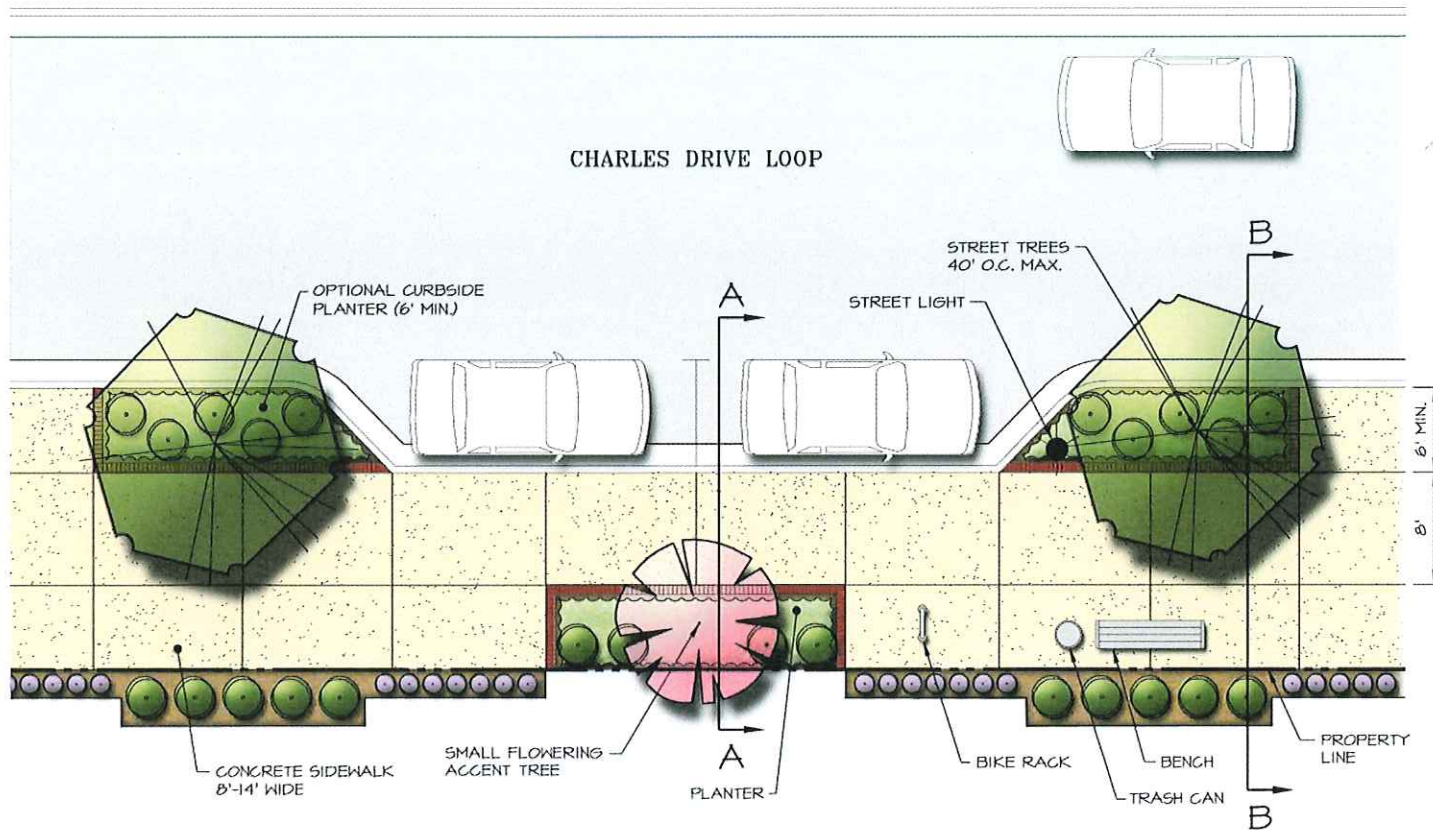 CHARLES DRIVE LOOP
B
STREET TREES
40' O.C. MAX.
A
OPTIONAL CURBSIDE
PLANTER (6' MIN.)
STREET LIGHT
6' MIN.
8'
SMALL FLOWERING
ACCENT TREE
A
CONCRETE SIDEWALK
8'-14' WIDE
PLANTER
BIKE RACK
BENCH
TRASH CAN
PROPERTY
LINE
B